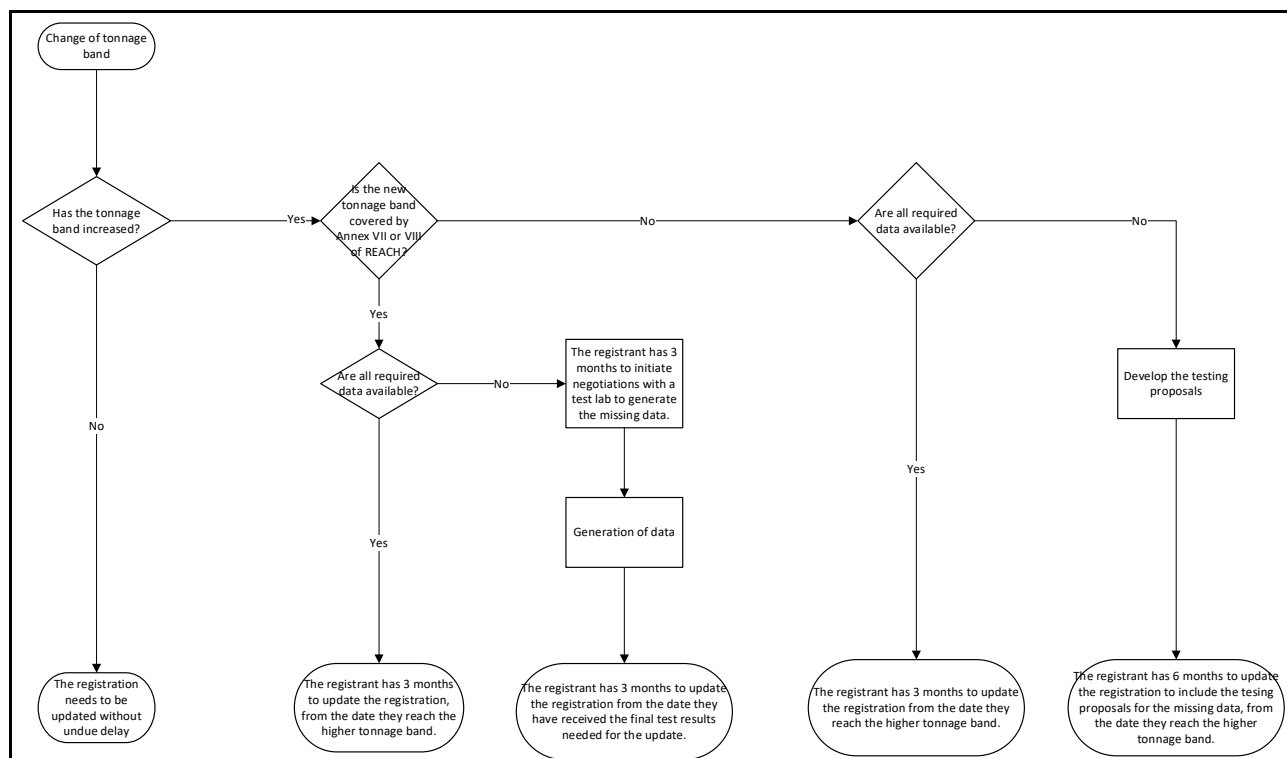 Change of tonnage
band
Has the tonnage
band increased?
Yes
Is the new
tonnage band
covered by
Annex VII or VIII
of REACH?
No
Are all required
data available?
No
Yes
Are all required
data available?
No
The registrant has 3
months to initiate
negotiations with a
test lab to generate
the missing data.
Develop the testing
proposals
No
Yes
Generation of data
Yes
The registration
needs to be
updated without
undue delay
The registrant has 3 months
to update the registration,
from the date they reach the
higher tonnage band.
The registrant has 3 months to update
the registration from the date they
have received the final test results
needed for the update.
The registrant has 3 months to update
the registration from the date they
reach the higher tonnage band.
The registrant has 6 months to update
the registration to include the tesing
proposals for the missing data, from
the date they reach the higher
tonnage band.